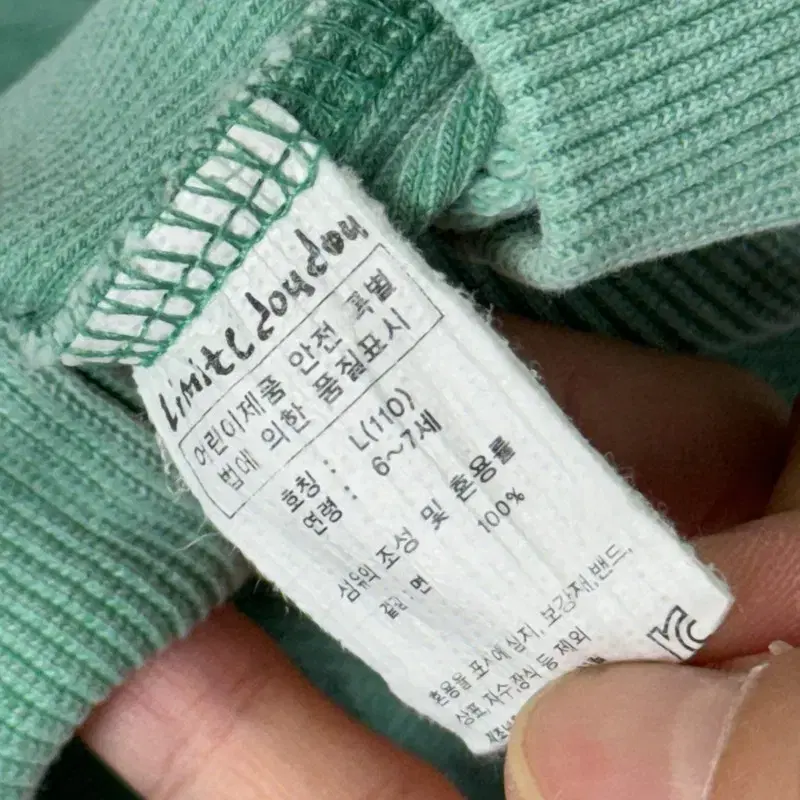 어린이제품 안전 특별
법에 의한 품질표시
호칭 : L(110)
연령 : 6~7세
섬유의 조성 및 혼용률
겉감: 면 100%
혼용율 표시에 심지, 보강재,밴드,
상표, 자수,장식 등 제외